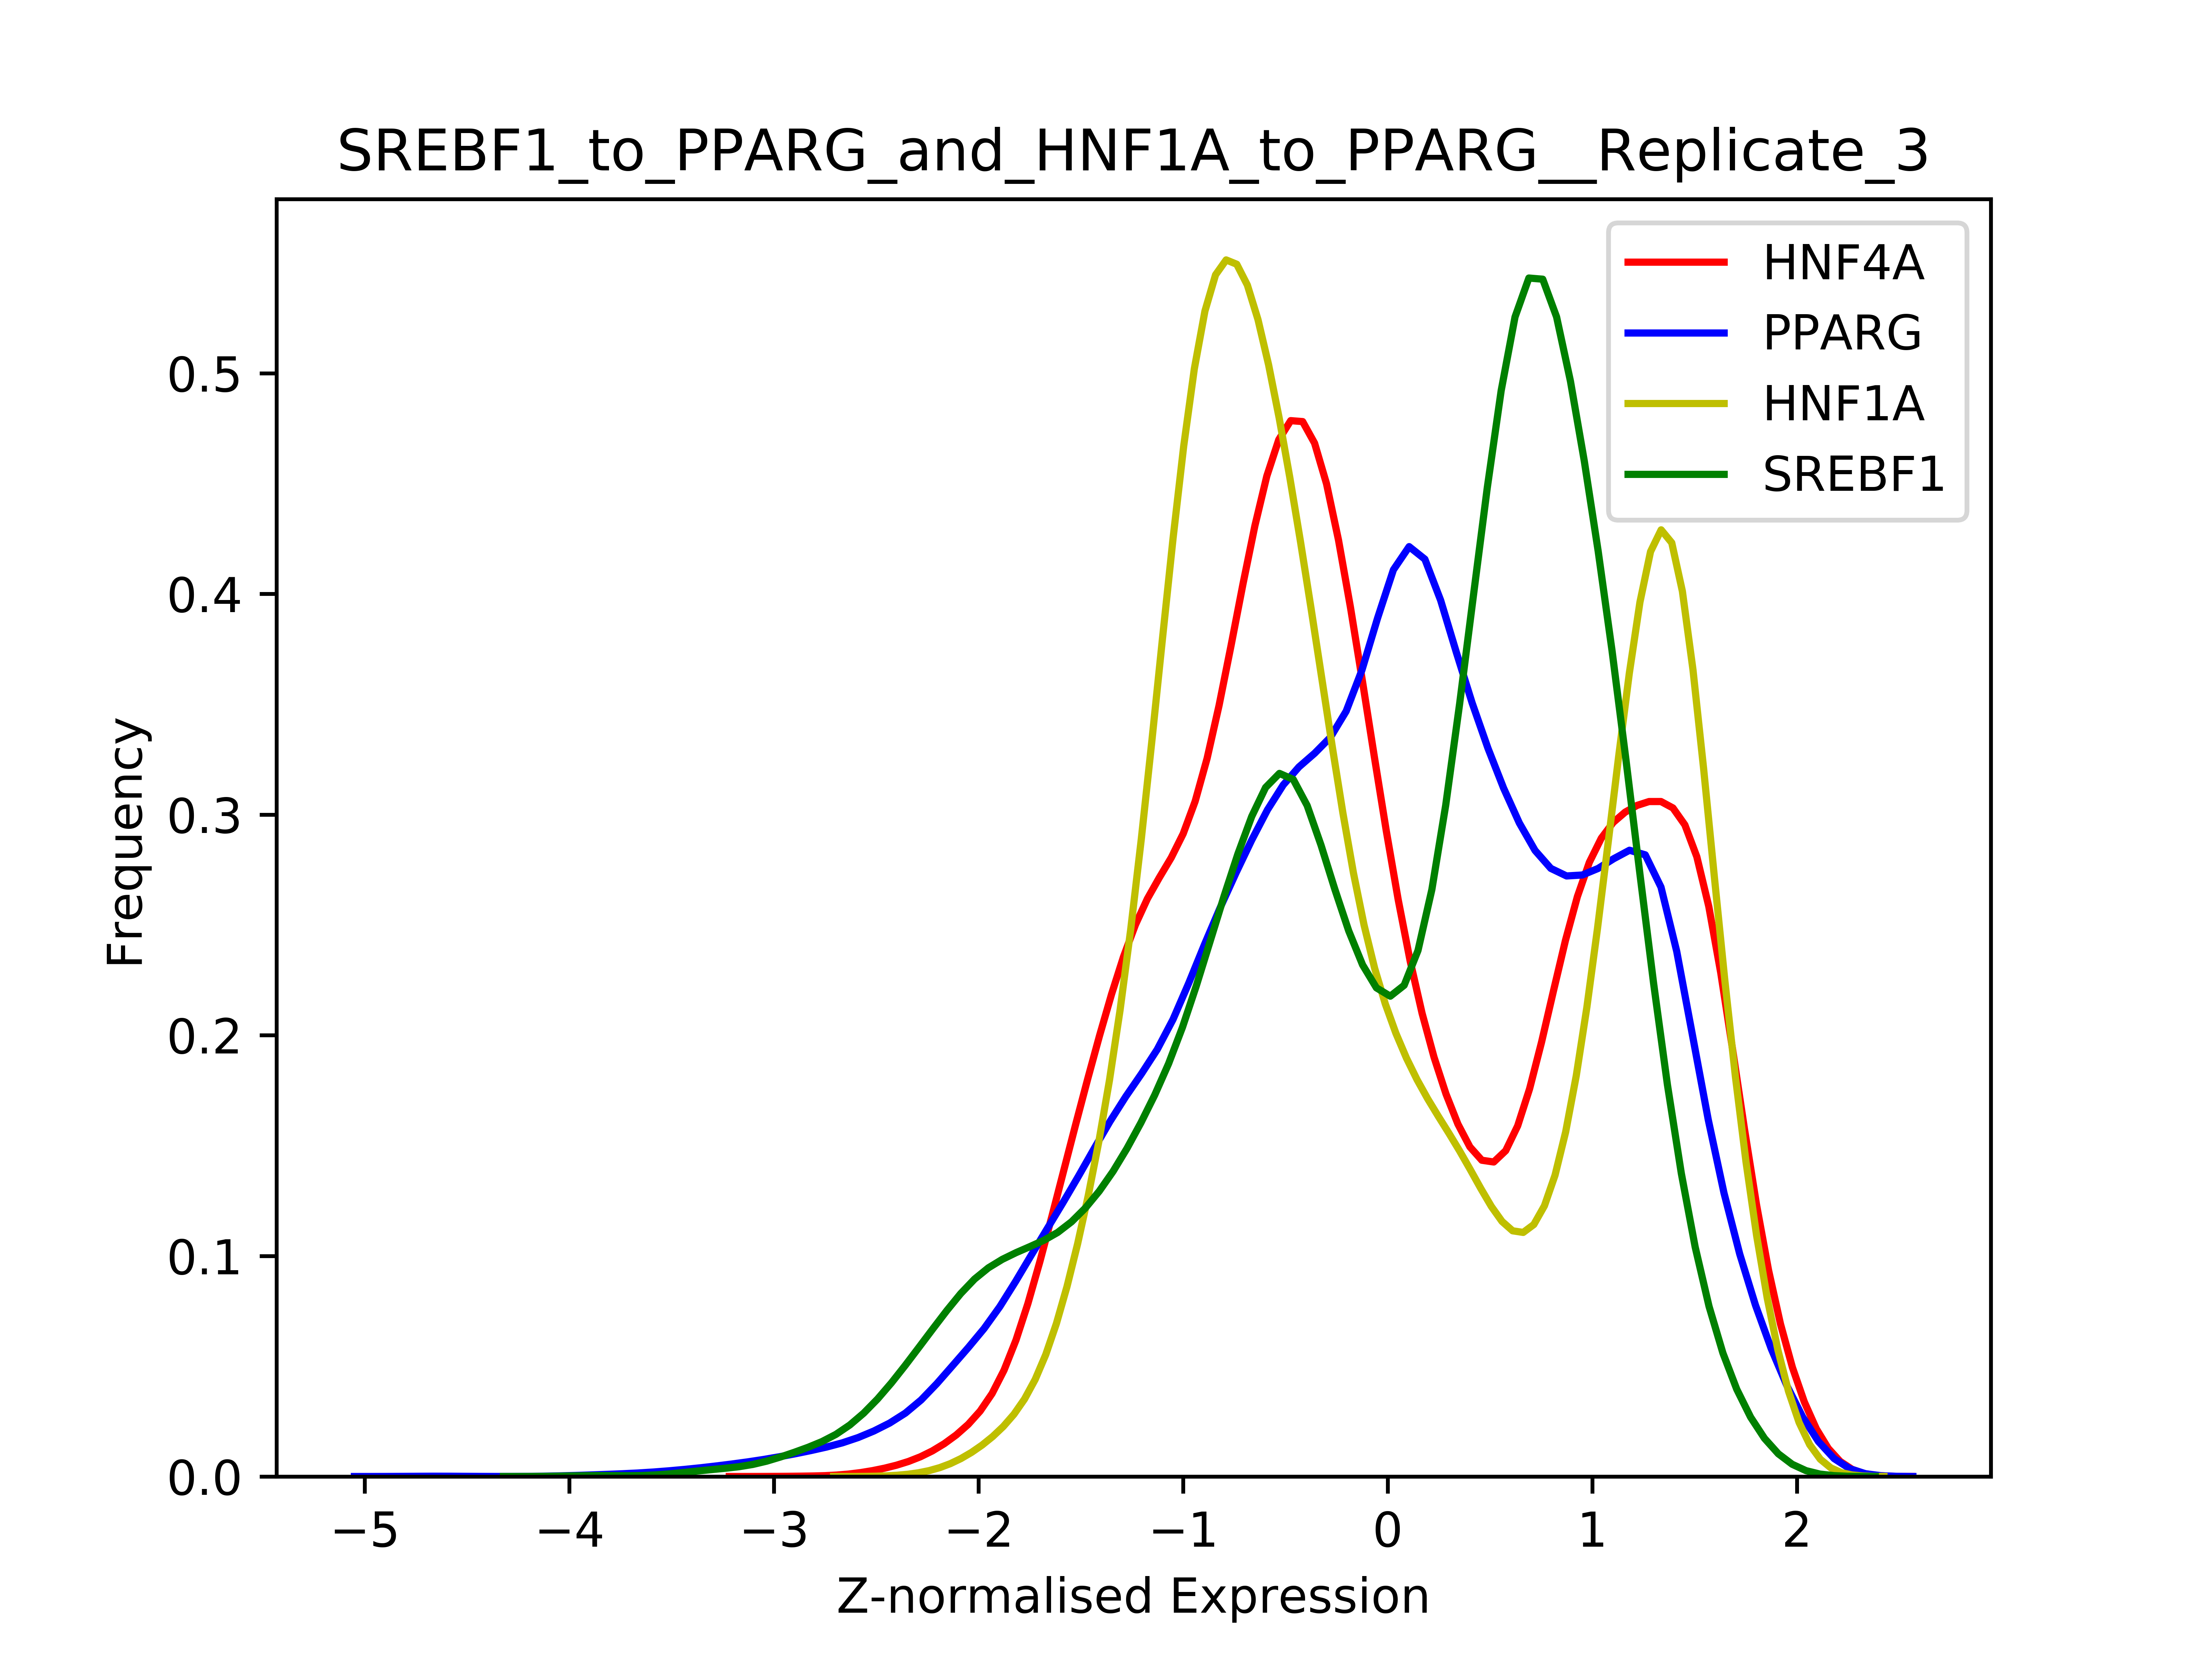 SREBF1_to_PPARG_and_HNF1A_to_PPARG__Replicate_3
HNF4A
PPARG
HNF1A
SREBF1
Frequency
0.5
0.4
0.3
0.2
0.1
0.0
−5 −4 −3 −2 −1 0 1 2
Z-normalised Expression